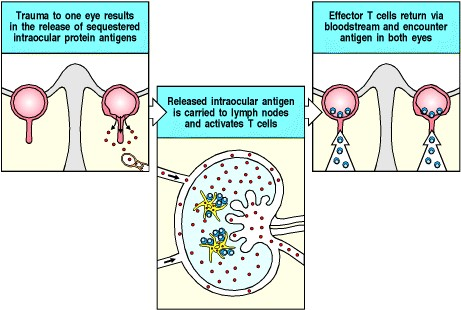 Trauma to one eye results
in the release of sequestered
intraocular protein antigens
Released intraocular antigen
is carried to lymph nodes
and activates T cells
Effector T cells return via
bloodstream and encounter
antigen in both eyes